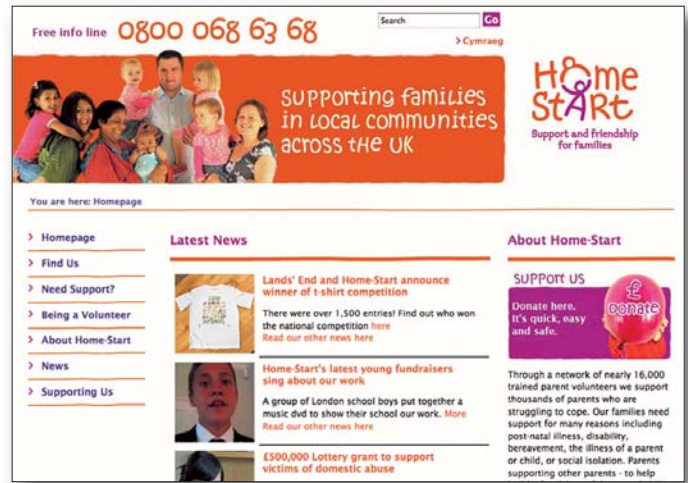 Free info line 0800 068 63 68
Search Go
> Cymraeg
supporting families
in local communities
across the UK
Home
Start
Support and friendship
for families
You are here: Homepage
> Homepage
> Find Us
> Need Support?
> Being a Volunteer
> About Home-Start
> News
> Supporting Us
Latest News
Lands' End and Home-Start announce
winner of t-shirt competition
There were over 1,500 entries! Find out who won
the national competition here
Read our other news here
Home-Start's latest young fundraisers
sing about our work
A group of London school boys put together a
music dvd to show their school our work. More
Read our other news here
£500,000 Lottery grant to support
victims of domestic abuse
About Home-Start
support us
Donate here.
It's quick, easy
and safe.
£
Donate
Through a network of nearly 16,000
trained parent volunteers we support
thousands of parents who are
struggling to cope. Our families need
support for many reasons including
post-natal illness, disability,
bereavement, the illness of a parent
or child, or social isolation. Parents
supporting other parents - to help